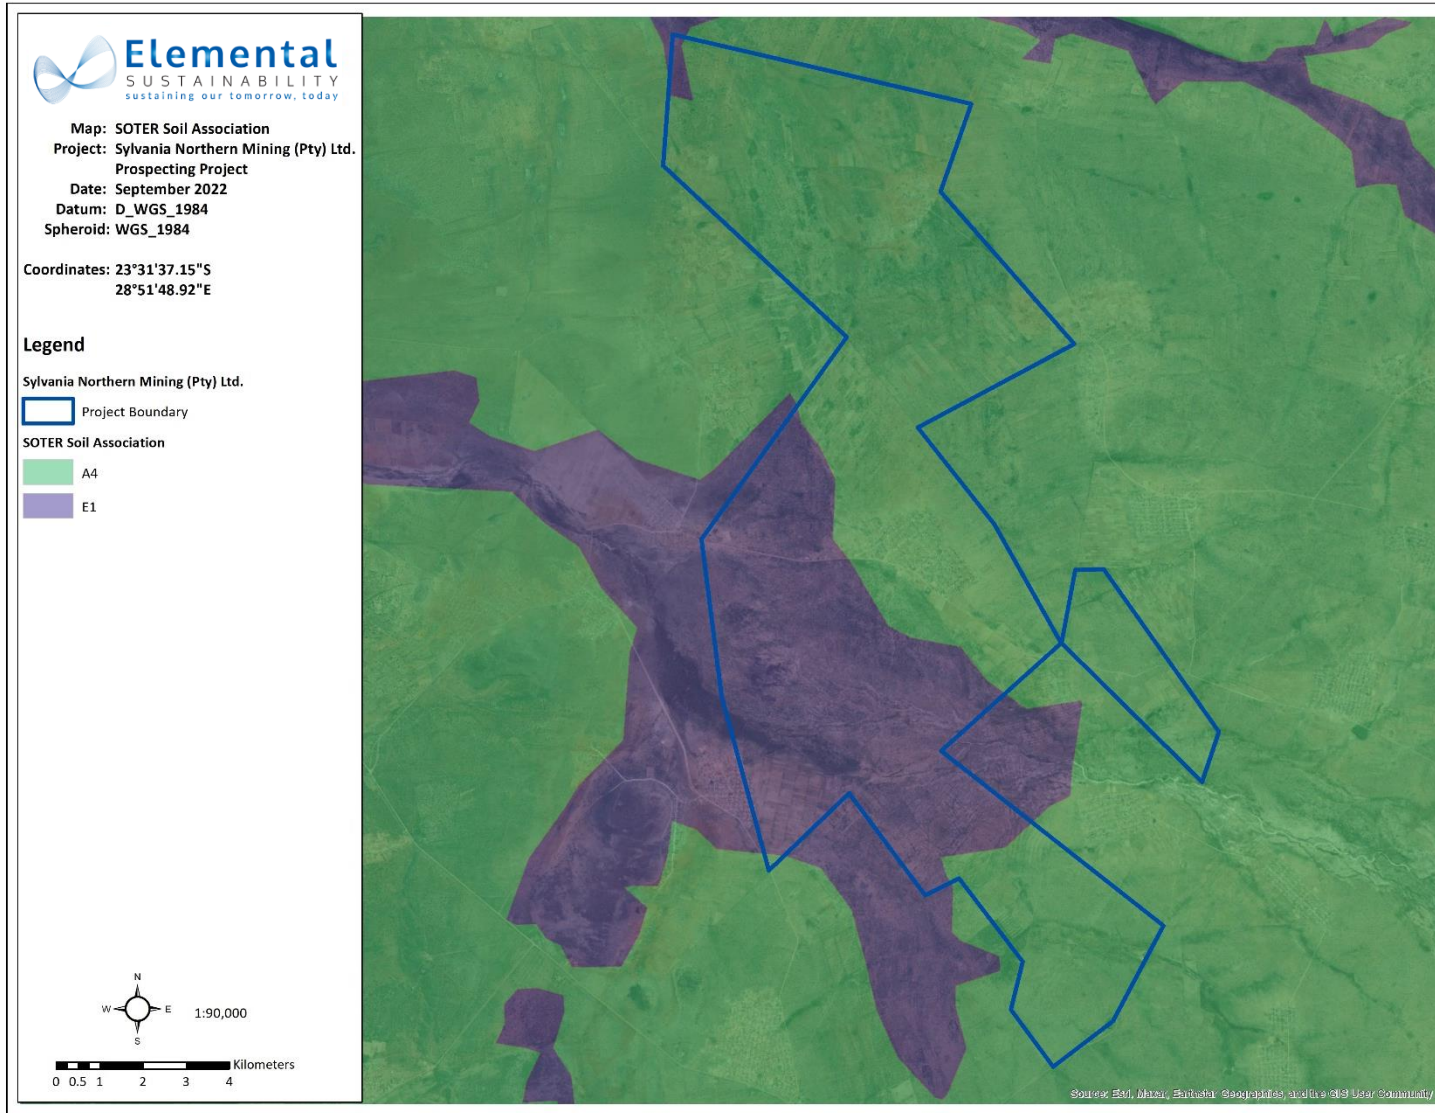 Elemental
SUSTAINABILITY
sustaining our tomorrow, today
Map: SOTER Soil Association
Project: Sylvania Northern Mining (Pty) Ltd.
Prospecting Project
Date: September 2022
Datum: D_WGS_1984
Spheroid: WGS_1984
Coordinates: 23°31'37.15"S
28°51'48.92"E
Legend
Sylvania Northern Mining (Pty) Ltd.
Project Boundary
SOTER Soil Association
A4
E1
N
W E
S
1:90,000
Kilometers
0 0.5 1 2 3 4
Source: Esri, Maxar, Earthstar Geographics, and the GIS User Community